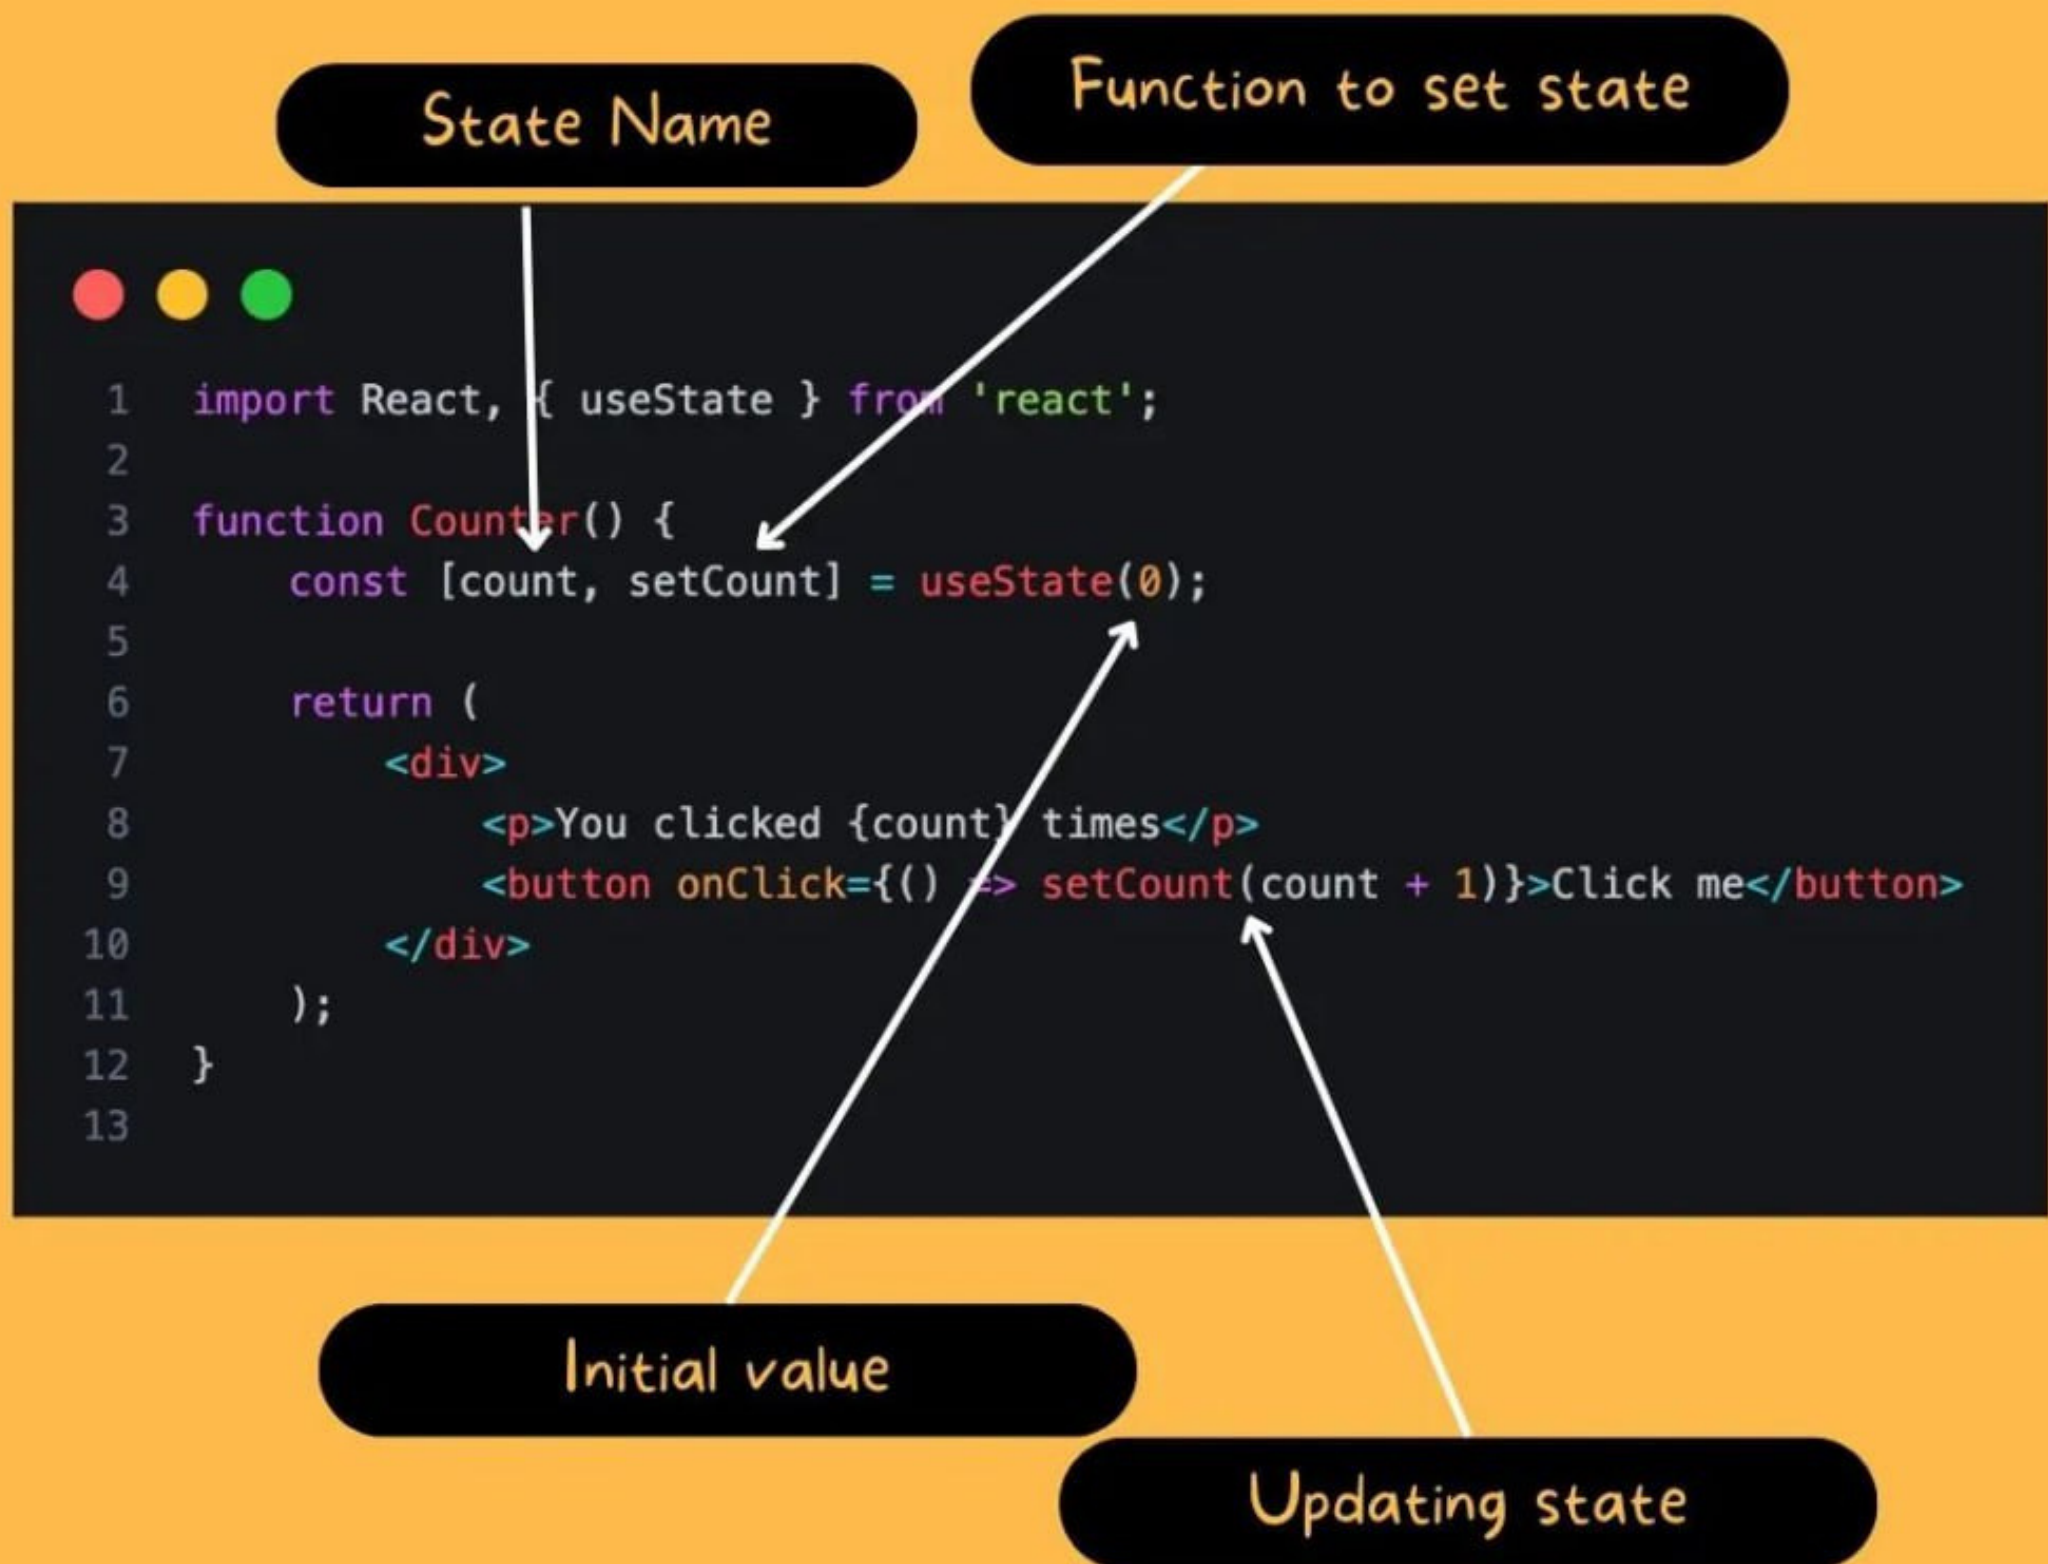 State Name
Function to set state
1 import React, { useState } from 'react';
2
3 function Counter() {
4     const [count, setCount] = useState(0);
5
6     return (
7         <div>
8             <p>You clicked {count} times</p>
9             <button onClick={() => setCount(count + 1)}>Click me</button>
10         </div>
11     );
12 }
13
Initial value
Updating state